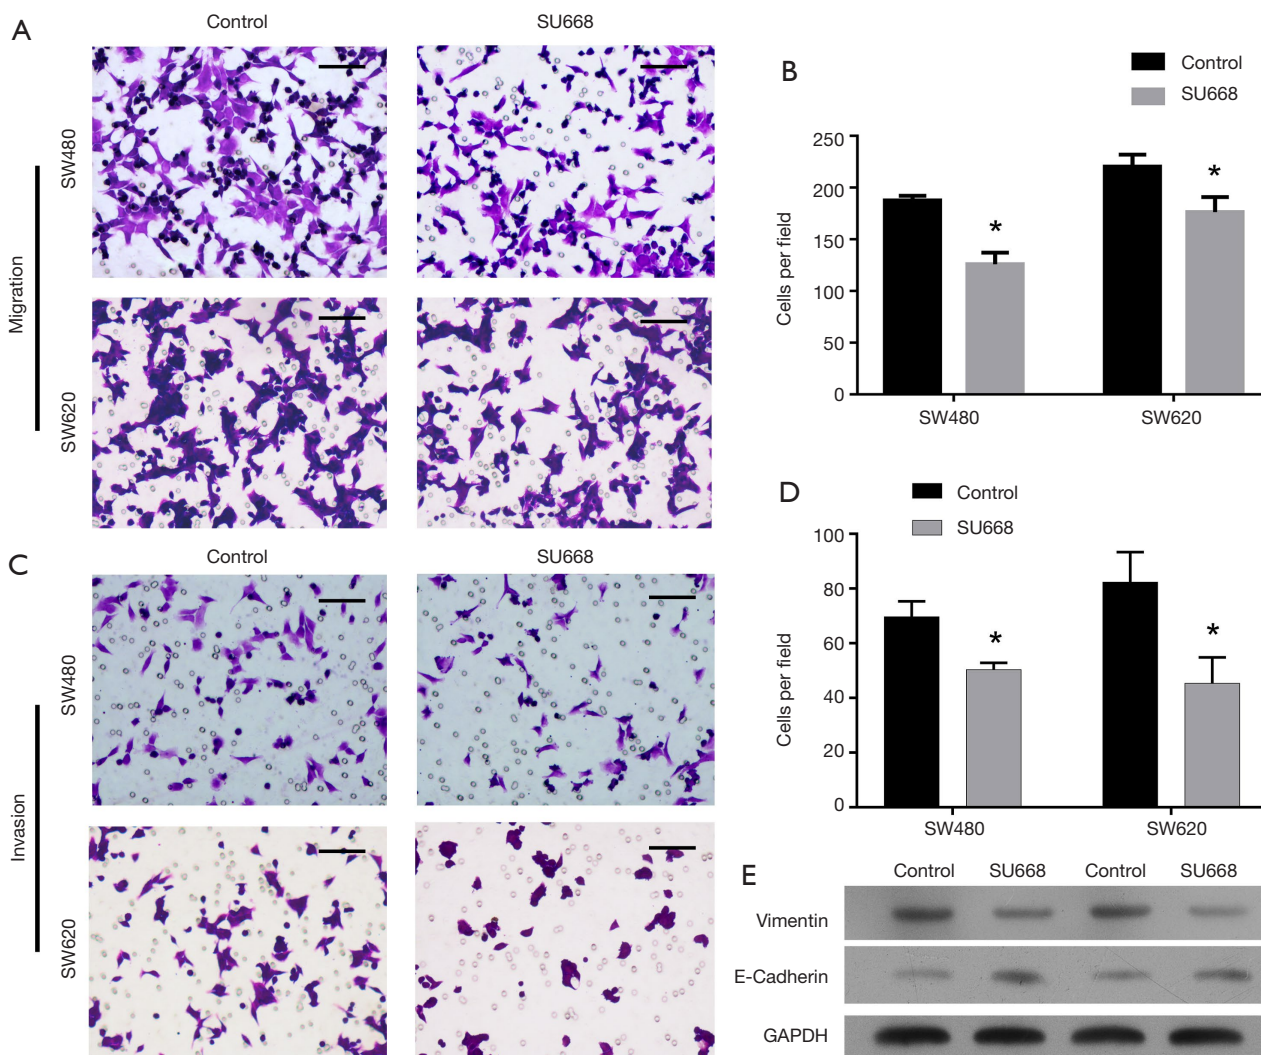 A
Control
SU668
Migration
SW480
SW620
B
Control
SU668
Cells per field
250
200
150
100
50
0
SW480
SW620
*
*
C
Control
SU668
Invasion
SW480
SW620
D
Control
SU668
Cells per field
100
80
60
40
20
0
SW480
SW620
*
*
E
Control
SU668
Control
SU668
Vimentin
E-Cadherin
GAPDH